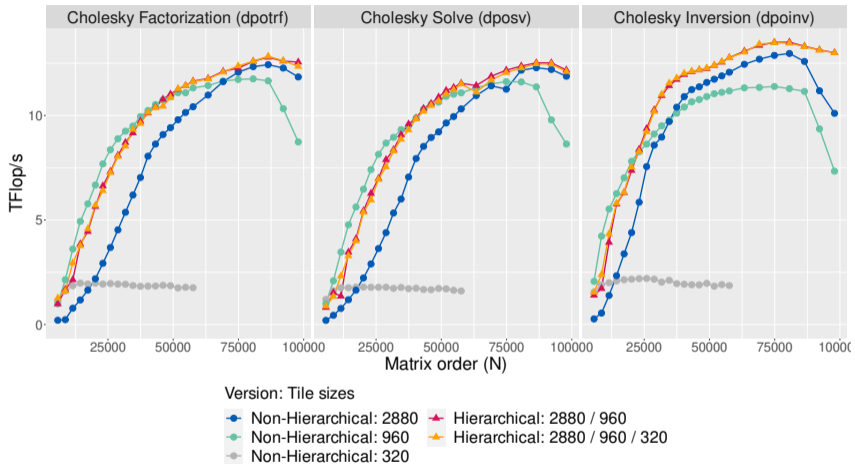 Cholesky Factorization (dpotrf) Cholesky Solve (dposv) Cholesky Inversion (dpoinv)
10
5
0
TFlop/s
25000 50000 75000 100000 25000 50000 75000 100000 25000 50000 75000 100000
Matrix order (N)
Version: Tile sizes
Non-Hierarchical: 2880 Hierarchical: 2880 / 960
Non-Hierarchical: 960 Hierarchical: 2880 / 960 / 320
Non-Hierarchical: 320